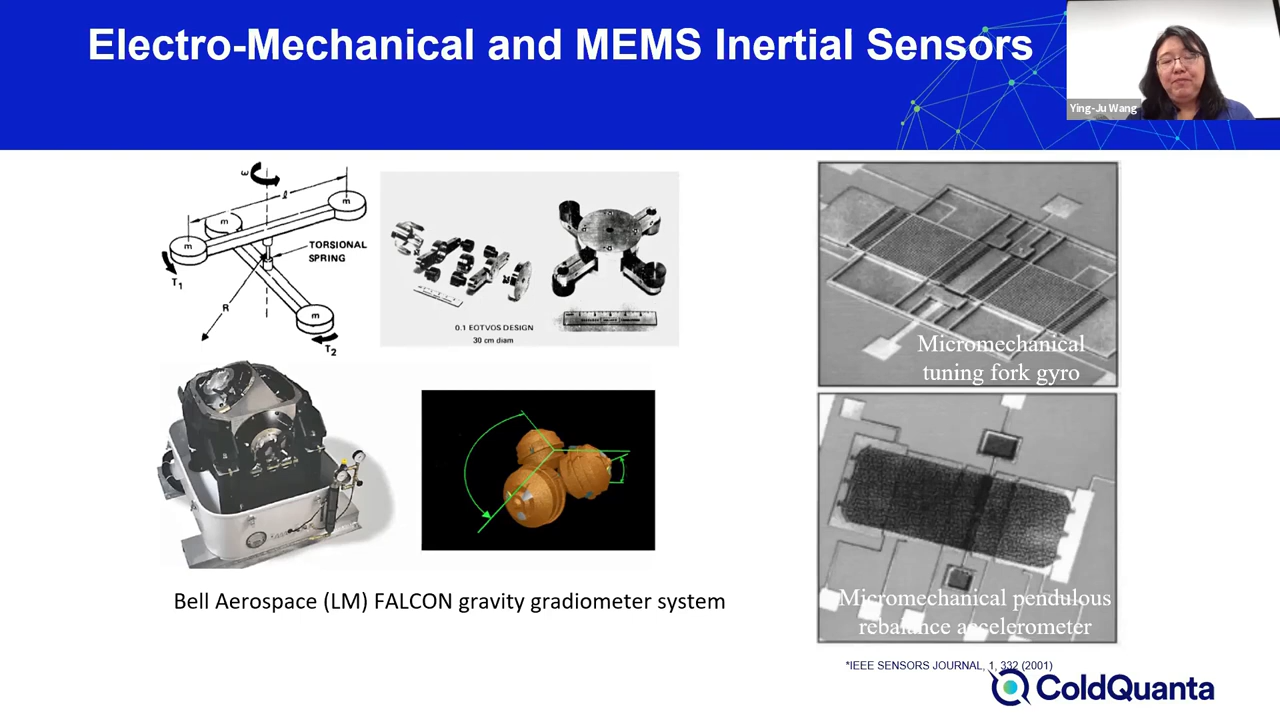 Electro-Mechanical and MEMS Inertial Sensors
Ying-Ju Wang
ω
ℓ
m
m
m
m
TORSIONAL
SPRING
T1
R
T2
0.1 EOTVOS DESIGN
30 cm diam
Bell Aerospace (LM) FALCON gravity gradiometer system
Micromechanical
tuning fork gyro
Micromechanical pendulous
rebalance accelerometer
*IEEE SENSORS JOURNAL, 1, 332 (2001)
ColdQuanta